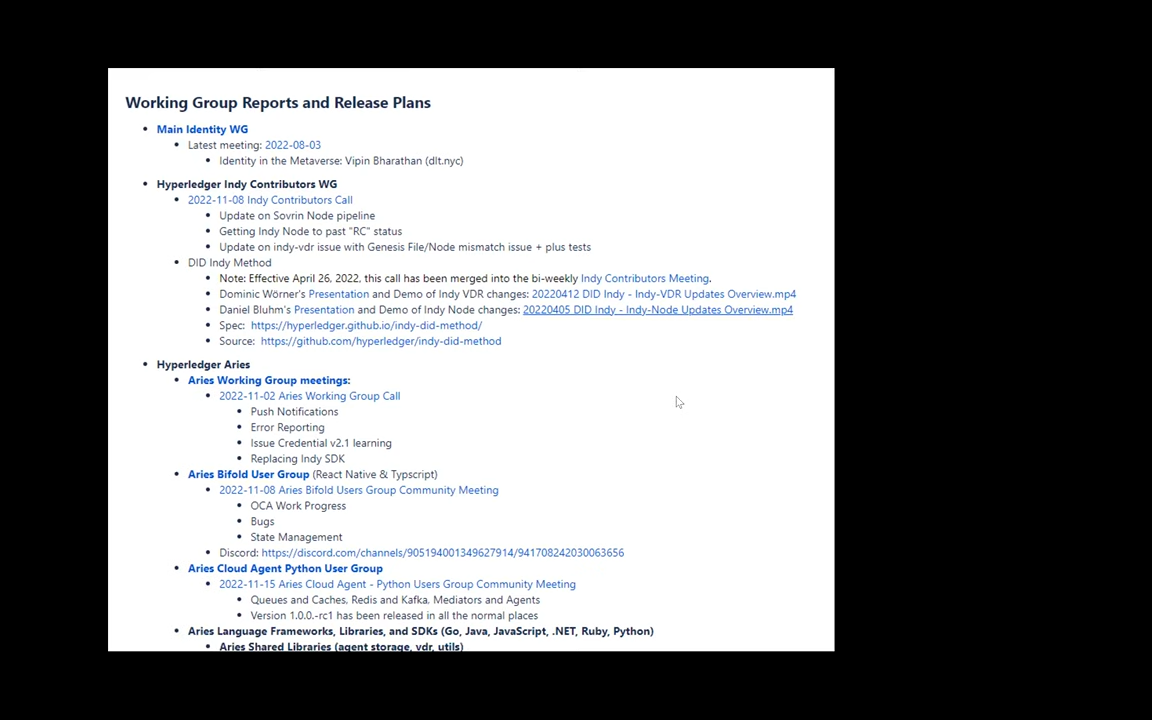 Working Group Reports and Release Plans
Main Identity WG
Latest meeting: 2022-08-03
Identity in the Metaverse: Vipin Bharathan (dlt.nyc)
Hyperledger Indy Contributors WG
2022-11-08 Indy Contributors Call
Update on Sovrin Node pipeline
Getting Indy Node to past "RC" status
Update on indy-vdr issue with Genesis File/Node mismatch issue + plus tests
DID Indy Method
Note: Effective April 26, 2022, this call has been merged into the bi-weekly Indy Contributors Meeting.
Dominic Wörner's Presentation and Demo of Indy VDR changes: 20220412 DID Indy - Indy-VDR Updates Overview.mp4
Daniel Bluhm's Presentation and Demo of Indy Node changes: 20220405 DID Indy - Indy-Node Updates Overview.mp4
Spec: https://hyperledger.github.io/indy-did-method/
Source: https://github.com/hyperledger/indy-did-method
Hyperledger Aries
Aries Working Group meetings:
2022-11-02 Aries Working Group Call
Push Notifications
Error Reporting
Issue Credential v2.1 learning
Replacing Indy SDK
Aries Bifold User Group (React Native & Typscript)
2022-11-08 Aries Bifold Users Group Community Meeting
OCA Work Progress
Bugs
State Management
Discord: https://discord.com/channels/905194001349627914/941708242030063656
Aries Cloud Agent Python User Group
2022-11-15 Aries Cloud Agent - Python Users Group Community Meeting
Queues and Caches, Redis and Kafka, Mediators and Agents
Version 1.0.0.-rc1 has been released in all the normal places
Aries Language Frameworks, Libraries, and SDKs (Go, Java, JavaScript, .NET, Ruby, Python)
Aries Shared Libraries (agent storage, vdr, utils)